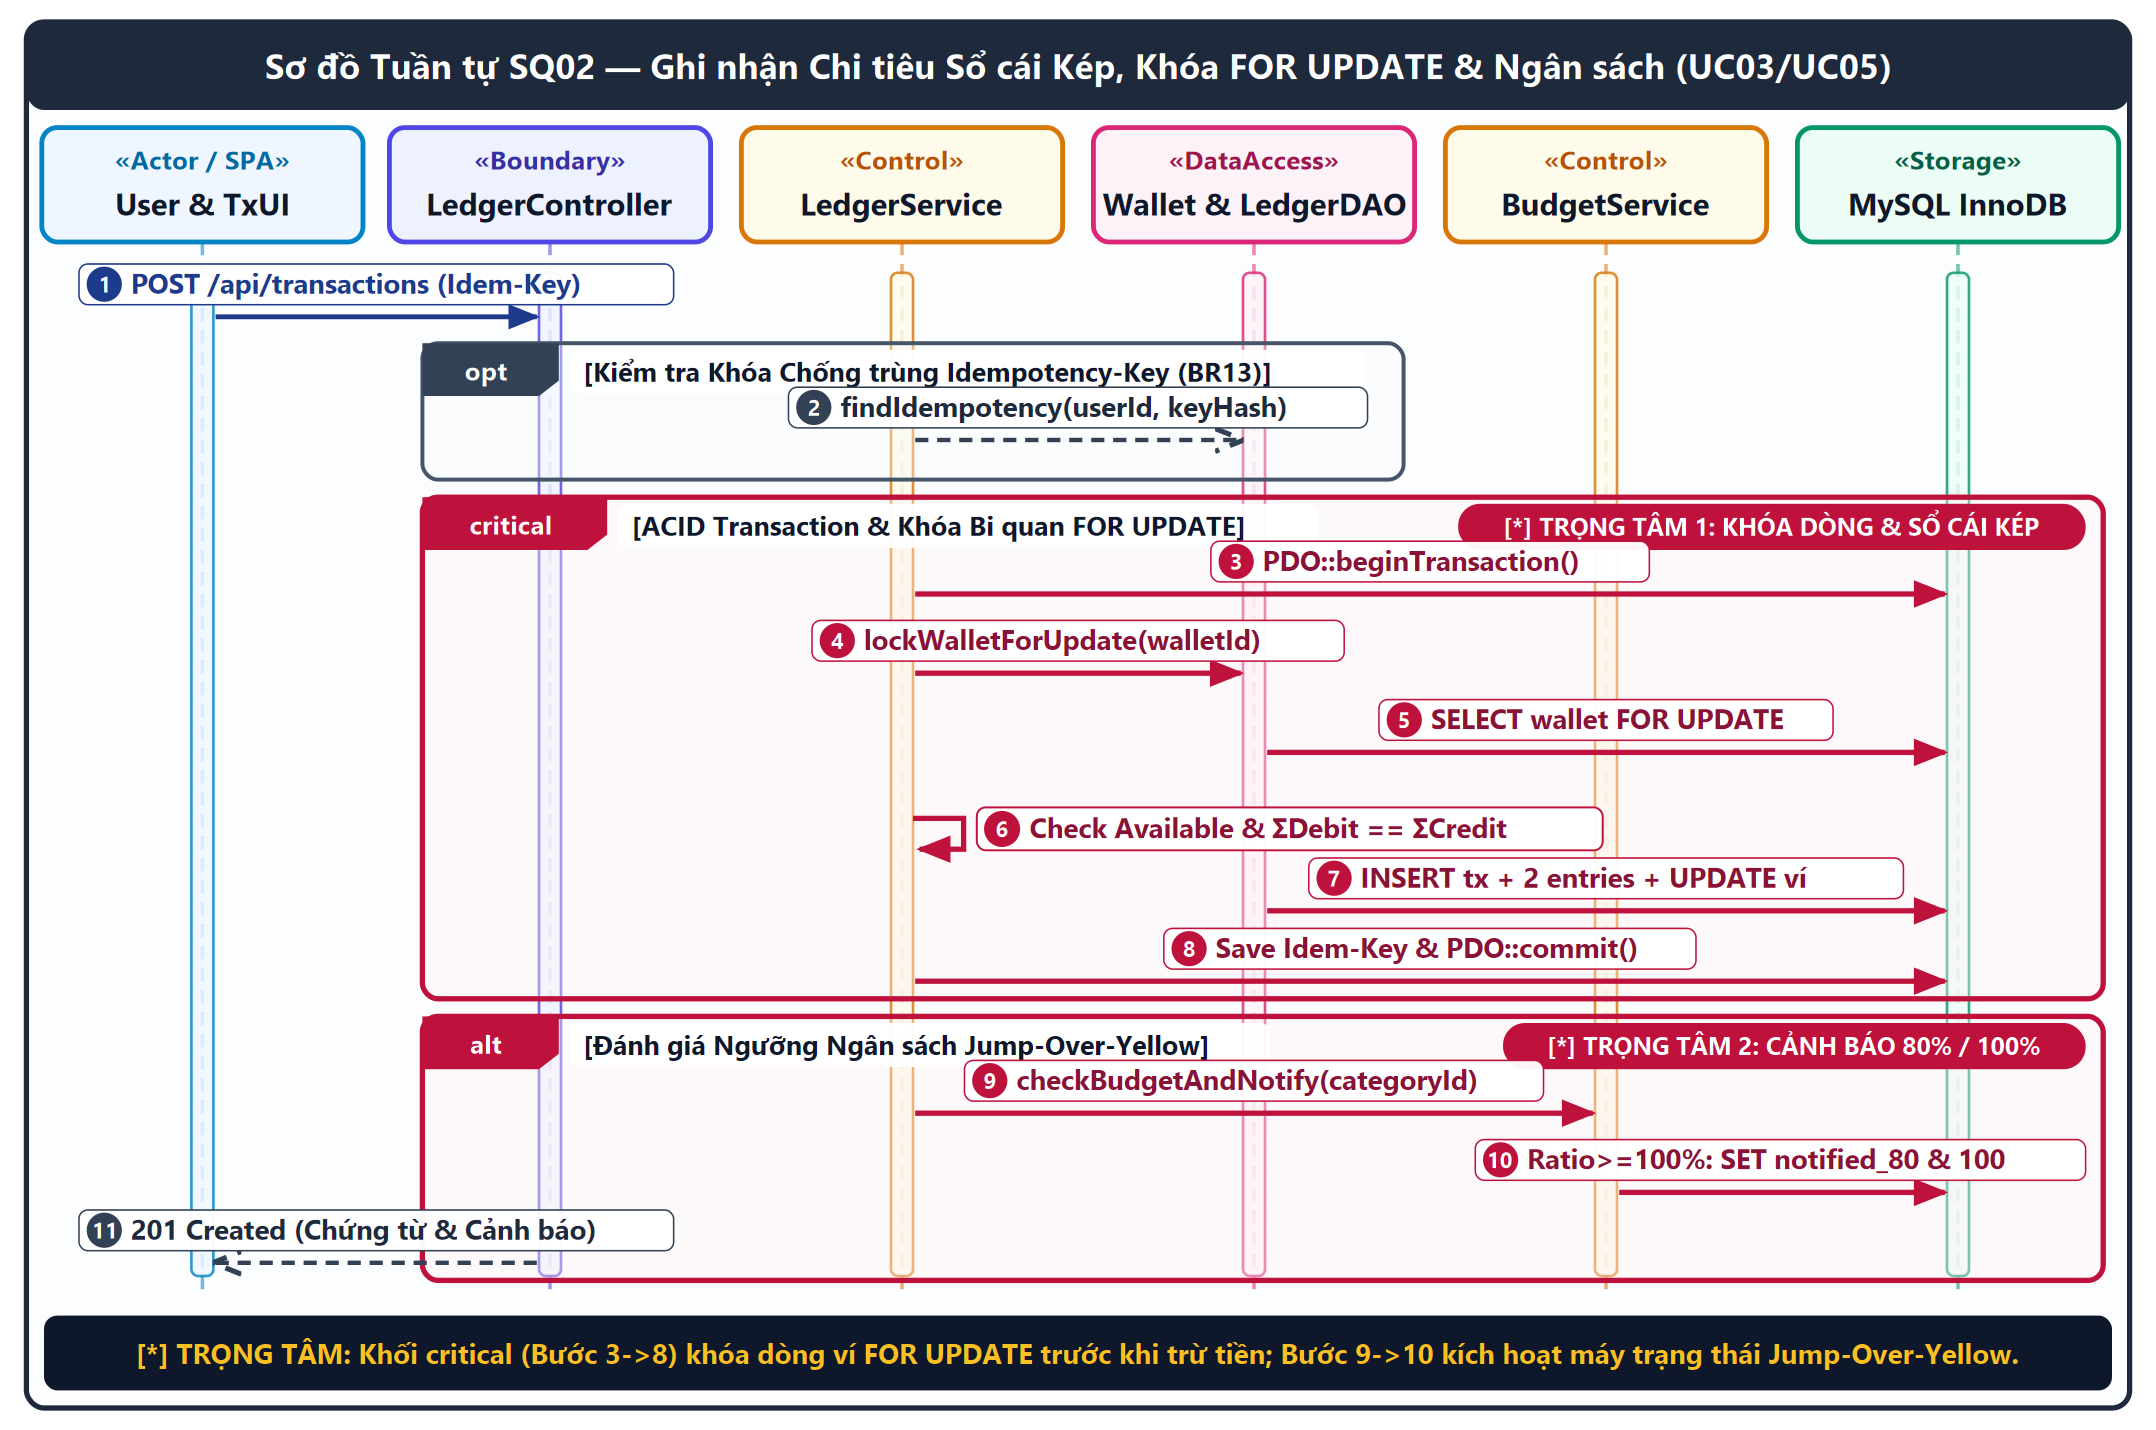 Sơ đồ Tuần tự SQ02 — Ghi nhận Chi tiêu Sổ cái Kép, Khóa FOR UPDATE & Ngân sách (UC03/UC05)
«Actor / SPA»
User & TxUI
«Boundary»
LedgerController
«Control»
LedgerService
«DataAccess»
Wallet & LedgerDAO
«Control»
BudgetService
«Storage»
MySQL InnoDB
1 POST /api/transactions (Idem-Key)
opt [Kiểm tra Khóa Chống trùng Idempotency-Key (BR13)]
2 findIdempotency(userId, keyHash)
critical [ACID Transaction & Khóa Bi quan FOR UPDATE]
[*] TRỌNG TÂM 1: KHÓA DÒNG & SỔ CÁI KÉP
3 PDO::beginTransaction()
4 lockWalletForUpdate(walletId)
5 SELECT wallet FOR UPDATE
6 Check Available & ΣDebit == ΣCredit
7 INSERT tx + 2 entries + UPDATE ví
8 Save Idem-Key & PDO::commit()
alt [Đánh giá Ngưỡng Ngân sách Jump-Over-Yellow]
[*] TRỌNG TÂM 2: CẢNH BÁO 80% / 100%
9 checkBudgetAndNotify(categoryId)
10 Ratio>=100%: SET notified_80 & 100
11 201 Created (Chứng từ & Cảnh báo)
[*] TRỌNG TÂM: Khối critical (Bước 3->8) khóa dòng ví FOR UPDATE trước khi trừ tiền; Bước 9->10 kích hoạt máy trạng thái Jump-Over-Yellow.